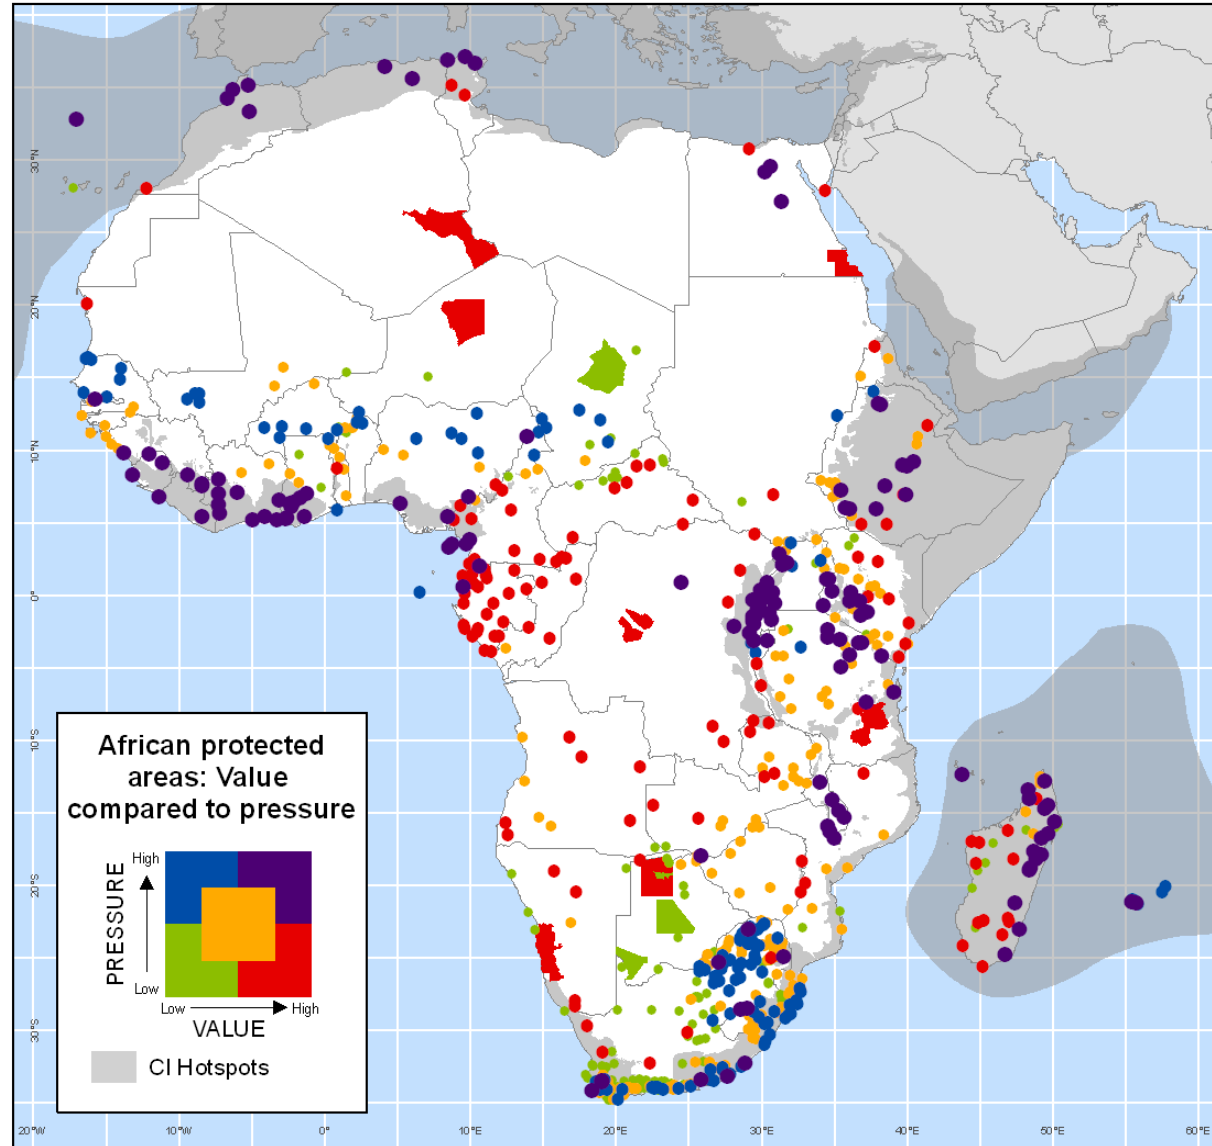 30°N
20°N
10°N
0°
10°S
20°S
30°S
African protected
areas: Value
compared to pressure
High
PRESSURE
Low
Low
High
VALUE
CI Hotspots
20°W
10°W
0°
10°E
20°E
30°E
40°E
50°E
60°E